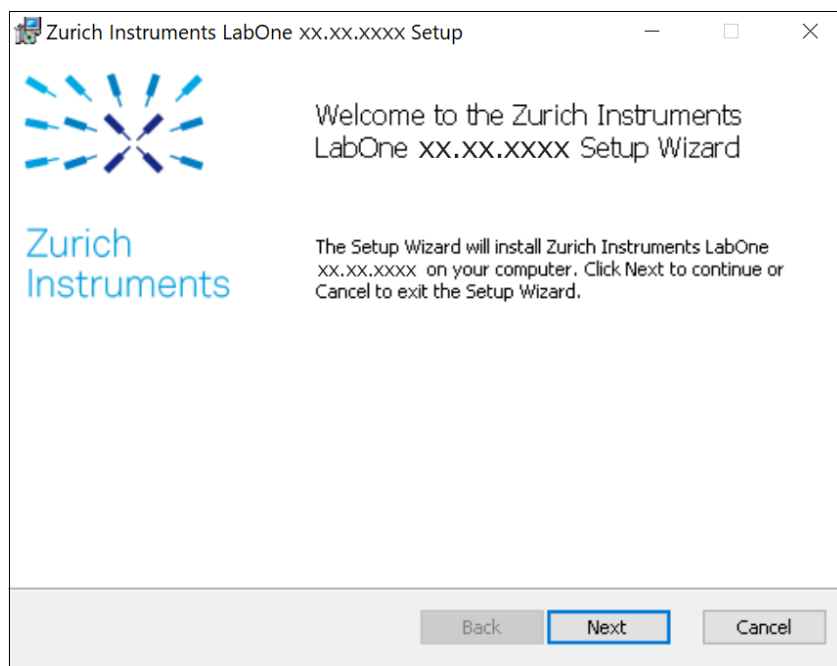 Zurich Instruments LabOne xx.xx.xxxx Setup
Welcome to the Zurich Instruments
LabOne xx.xx.xxxx Setup Wizard
Zurich
Instruments
The Setup Wizard will install Zurich Instruments LabOne
xx.xx.xxxx on your computer. Click Next to continue or
Cancel to exit the Setup Wizard.
Back Next Cancel